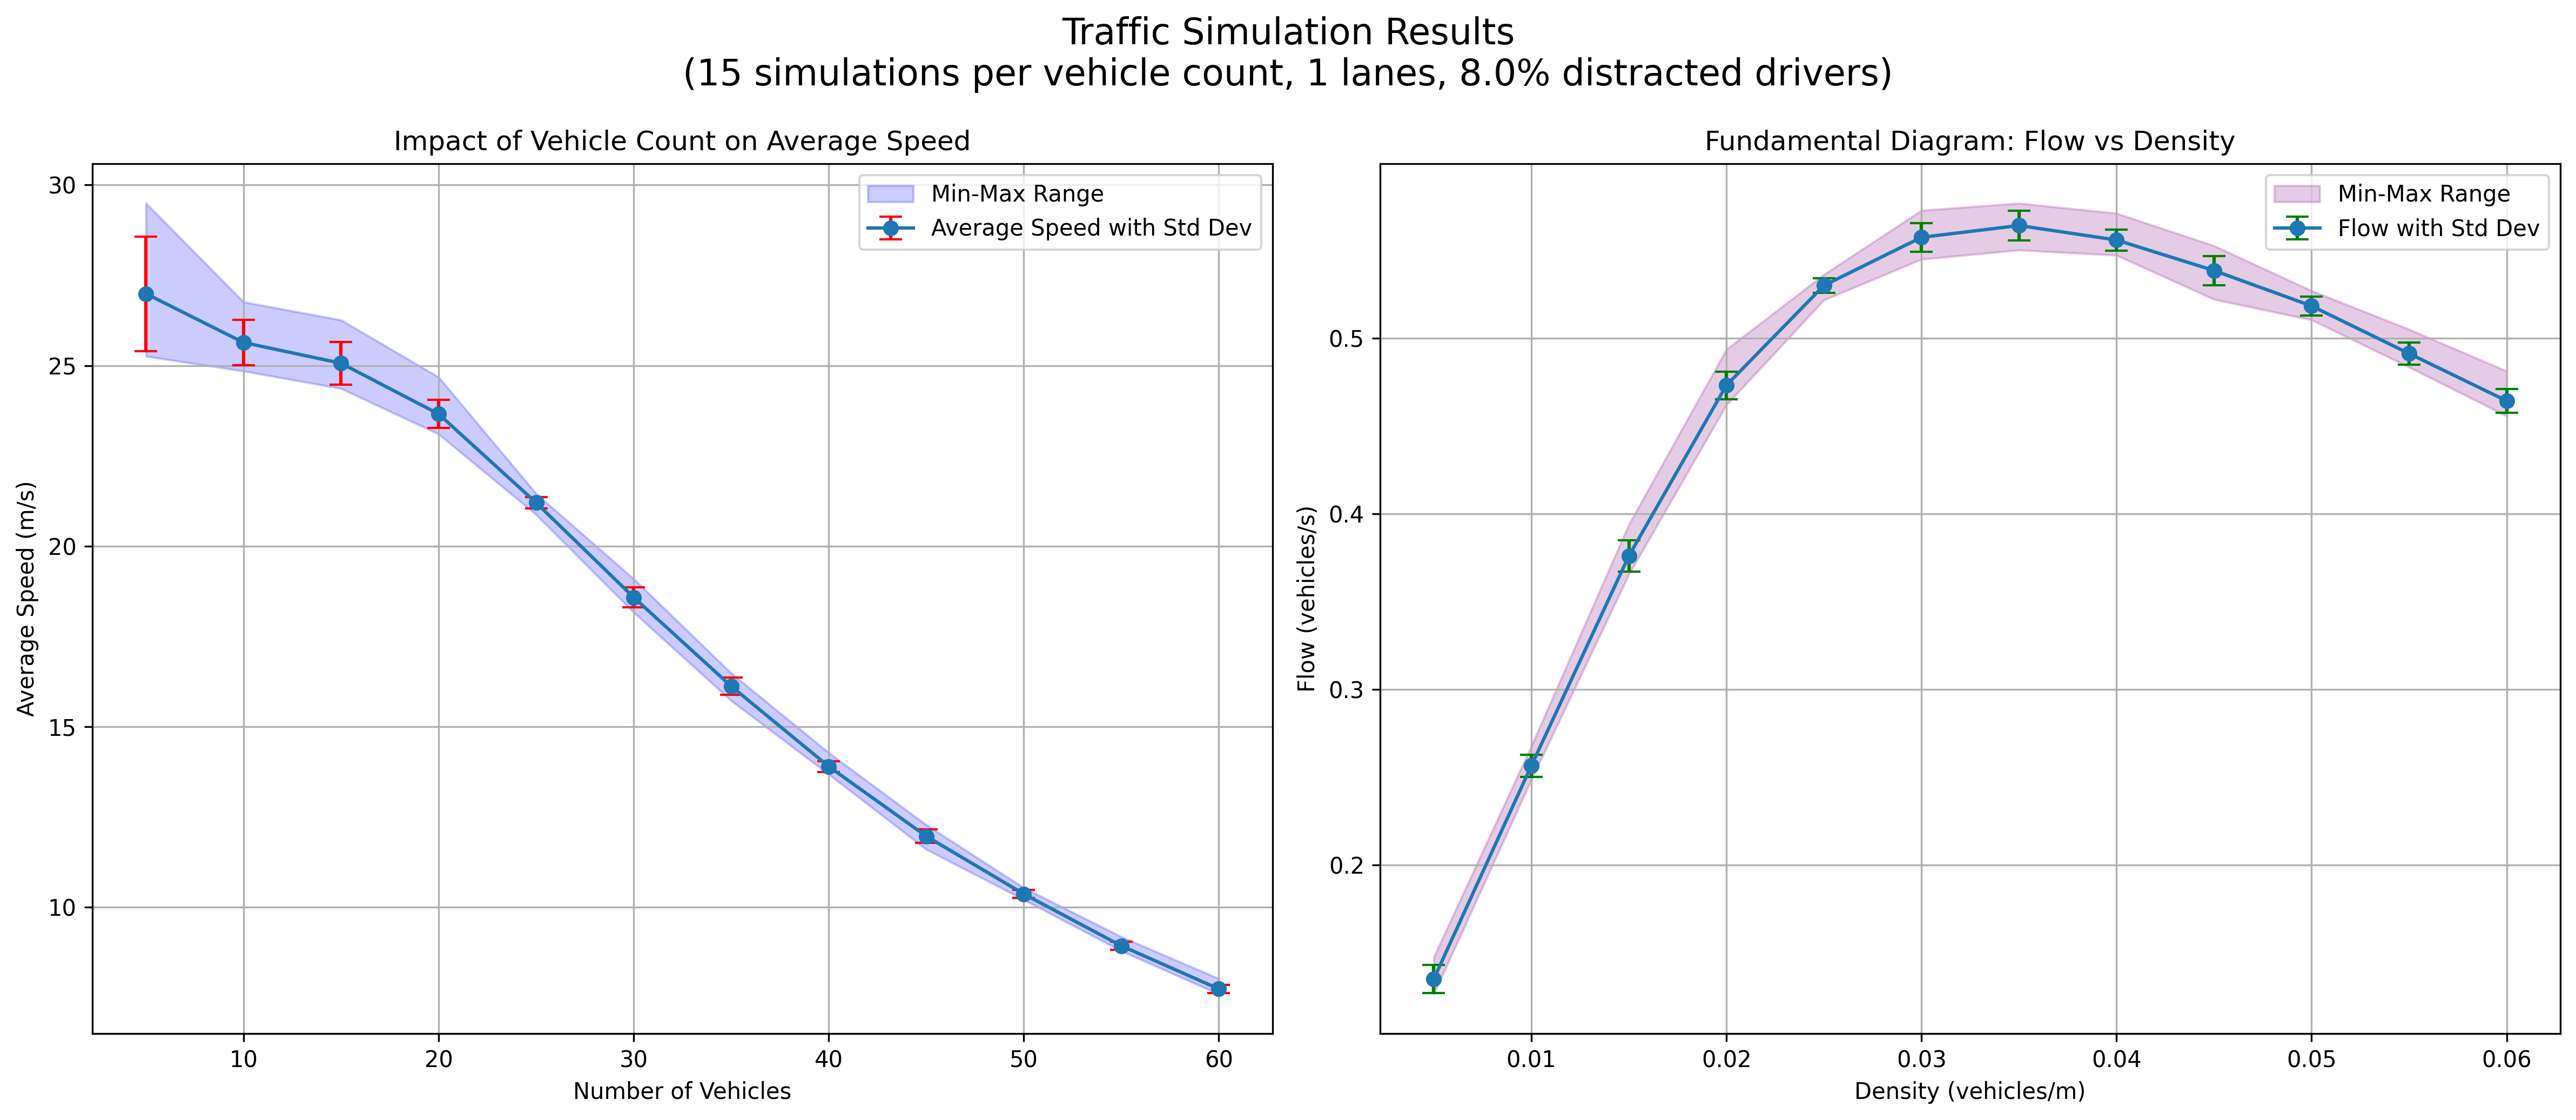 Traffic Simulation Results
(15 simulations per vehicle count, 1 lanes, 8.0% distracted drivers)
Impact of Vehicle Count on Average Speed
30
25
20
15
10
Average Speed (m/s)
Min-Max Range
Average Speed with Std Dev
10
20
30
40
50
60
Number of Vehicles
Fundamental Diagram: Flow vs Density
0.5
0.4
0.3
0.2
Flow (vehicles/s)
Min-Max Range
Flow with Std Dev
0.01
0.02
0.03
0.04
0.05
0.06
Density (vehicles/m)